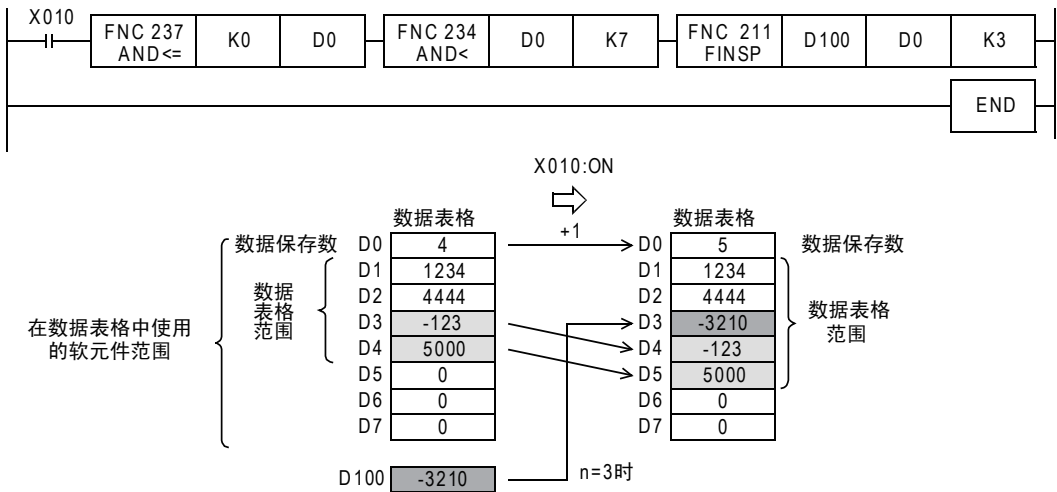 X010
FNC 237 AND<= K0 D0 FNC 234 AND< D0 K7 FNC 211 FINSP D100 D0 K3
END
X010:ON
数据表格 +1 数据表格
数据保存数 D0 4 D0 5 数据保存数
D1 1234 D1 1234
D2 4444 D2 4444
D3 -123 D3 -3210
D4 5000 D4 -123
D5 0 D5 5000
D6 0 D6 0
D7 0 D7 0
数据
表格
范围
在数据表格中使用
的软元件范围
数据表格
范围
D100 -3210 n=3时